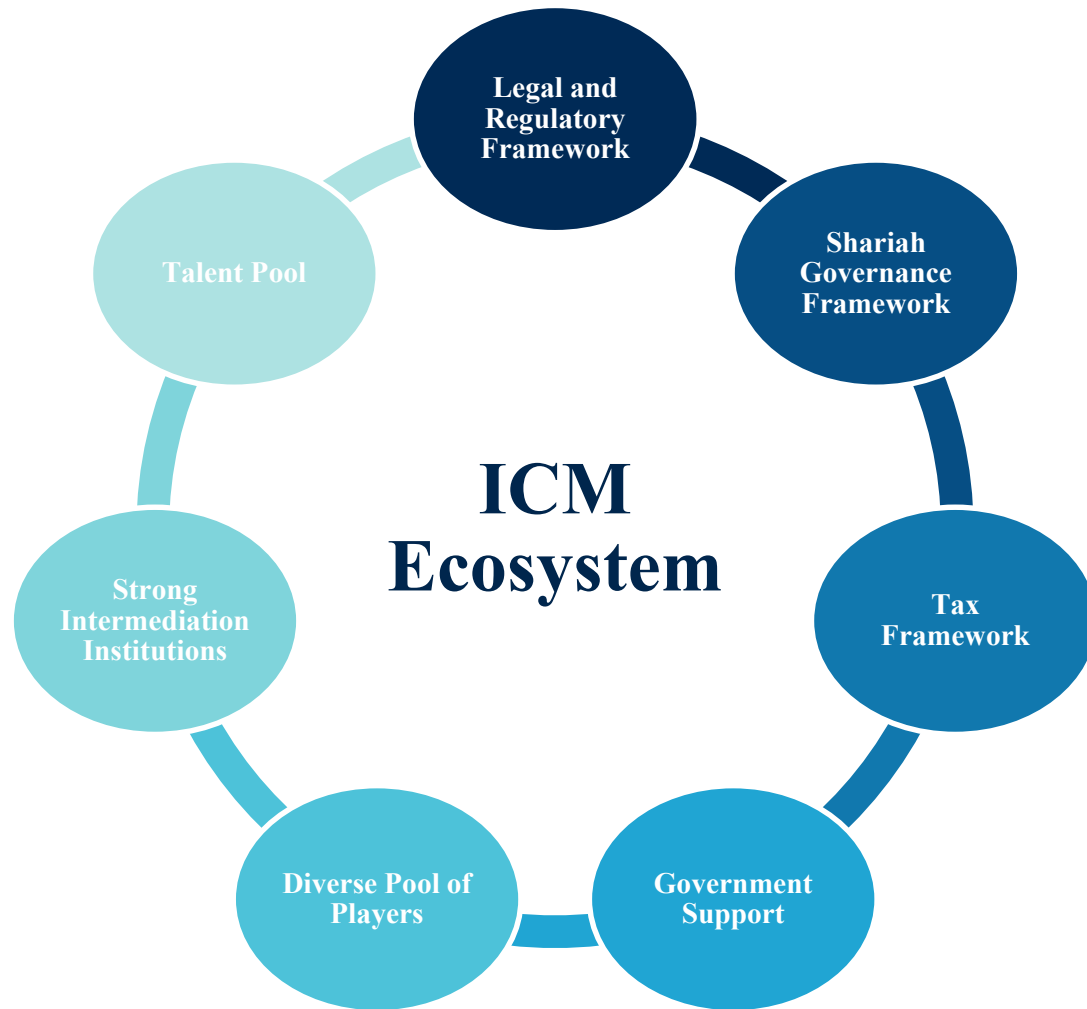 Legal and
Regulatory
Framework
Shariah
Governance
Framework
Tax
Framework
Government
Support
Diverse Pool of
Players
Strong
Intermediation
Institutions
Talent Pool
ICM
Ecosystem